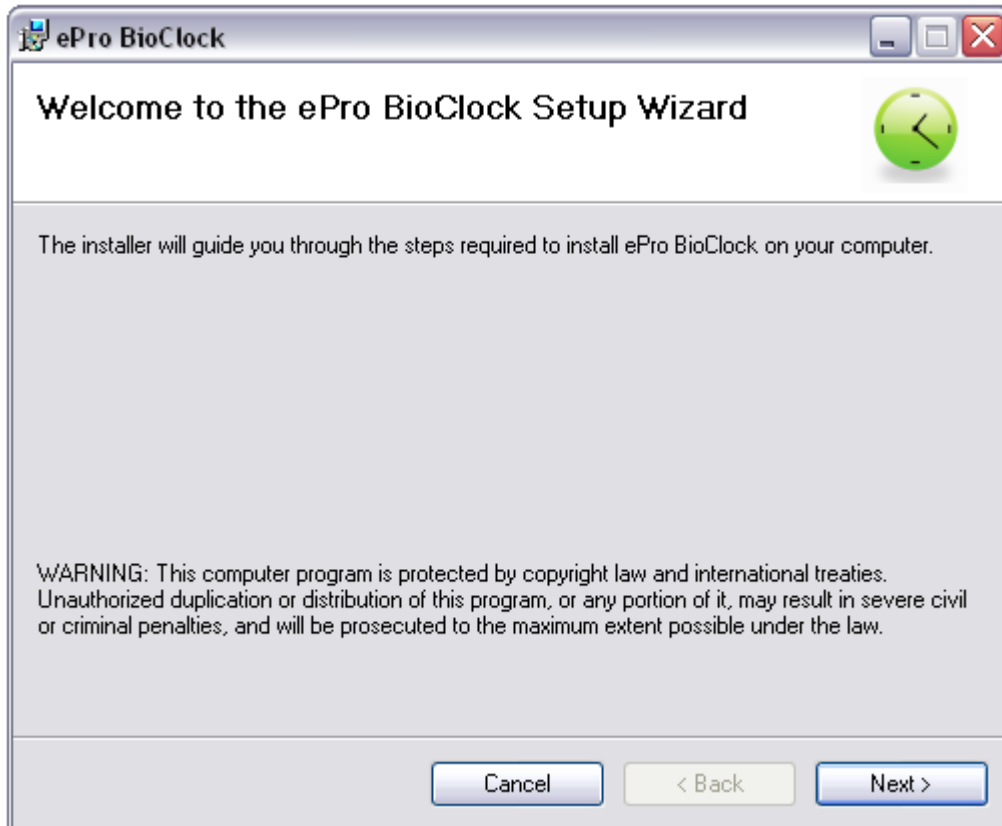 ePro BioClock
Welcome to the ePro BioClock Setup Wizard
The installer will guide you through the steps required to install ePro BioClock on your computer.
WARNING: This computer program is protected by copyright law and international treaties.
Unauthorized duplication or distribution of this program, or any portion of it, may result in severe civil
or criminal penalties, and will be prosecuted to the maximum extent possible under the law.
Cancel < Back Next >